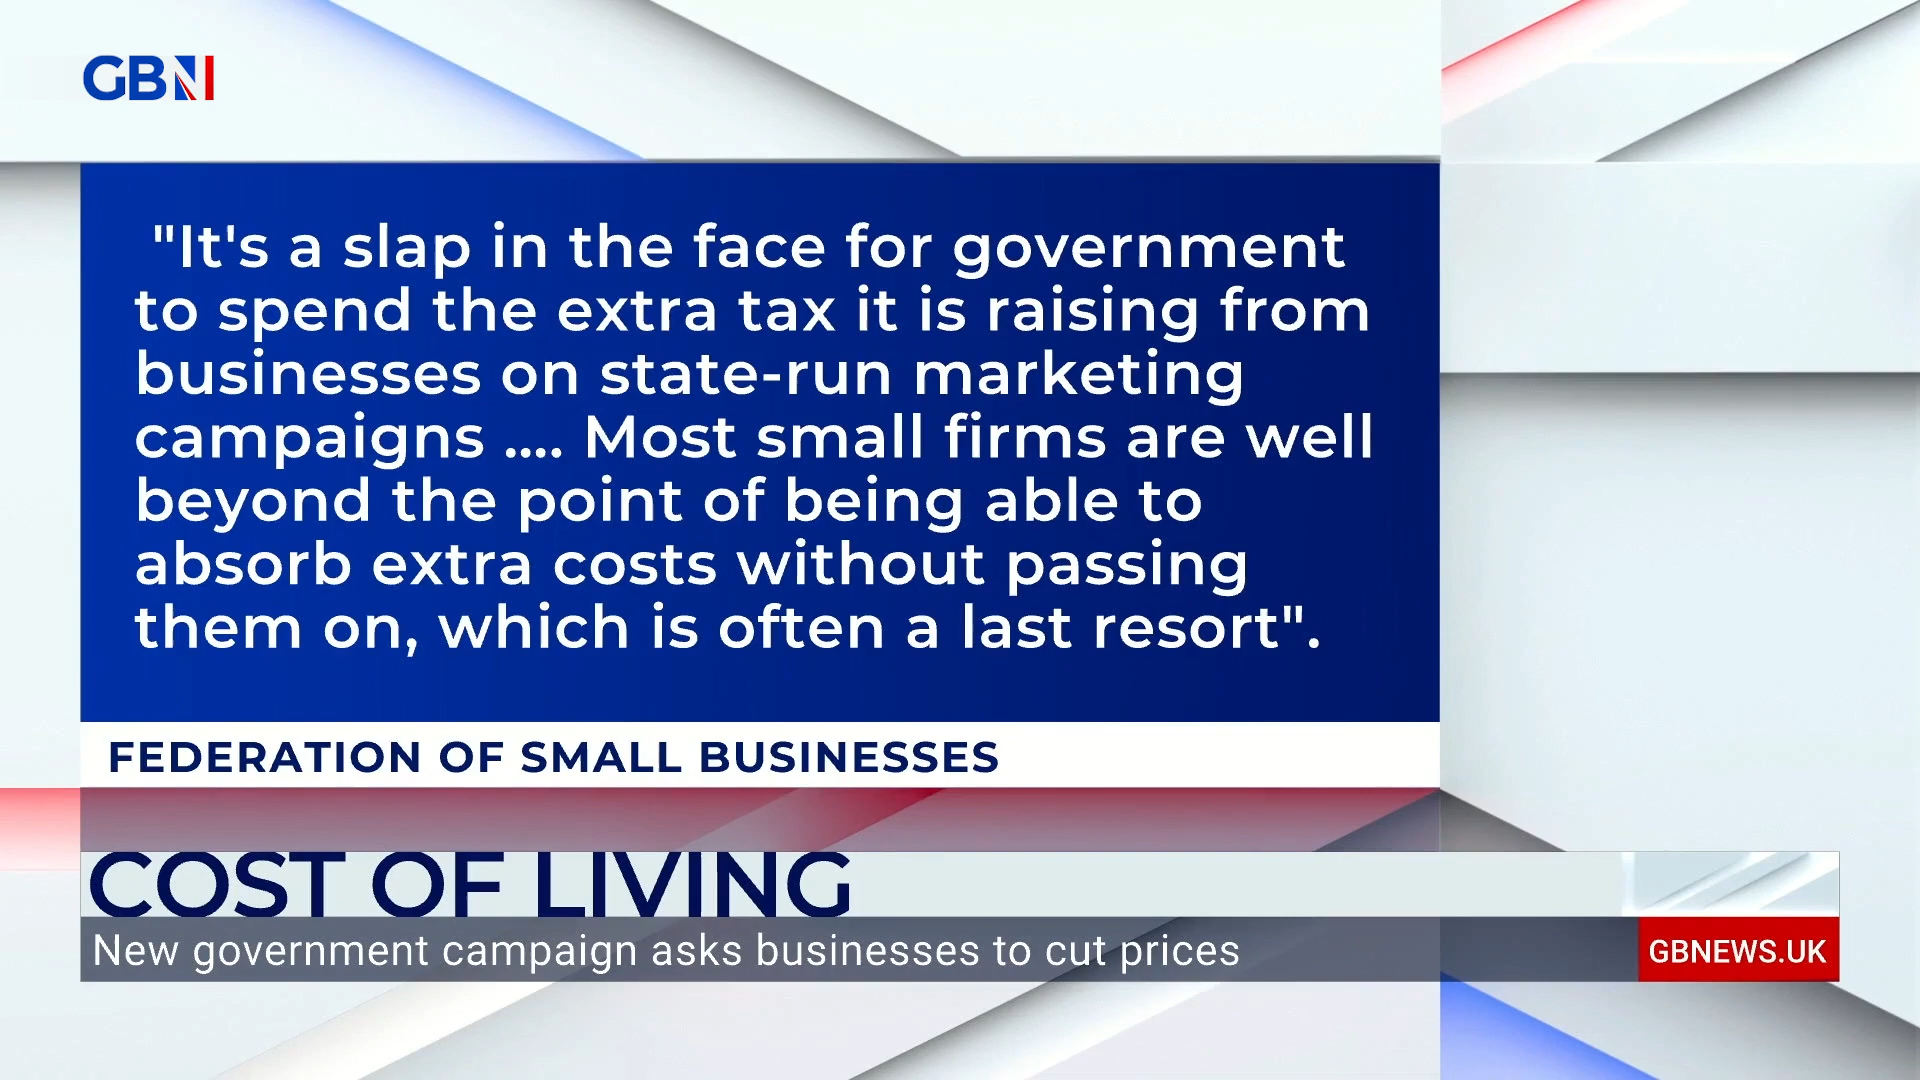 GBN
"It's a slap in the face for government
to spend the extra tax it is raising from
businesses on state-run marketing
campaigns .... Most small firms are well
beyond the point of being able to
absorb extra costs without passing
them on, which is often a last resort".
FEDERATION OF SMALL BUSINESSES
COST OF LIVING
New government campaign asks businesses to cut prices
GBNEWS.UK